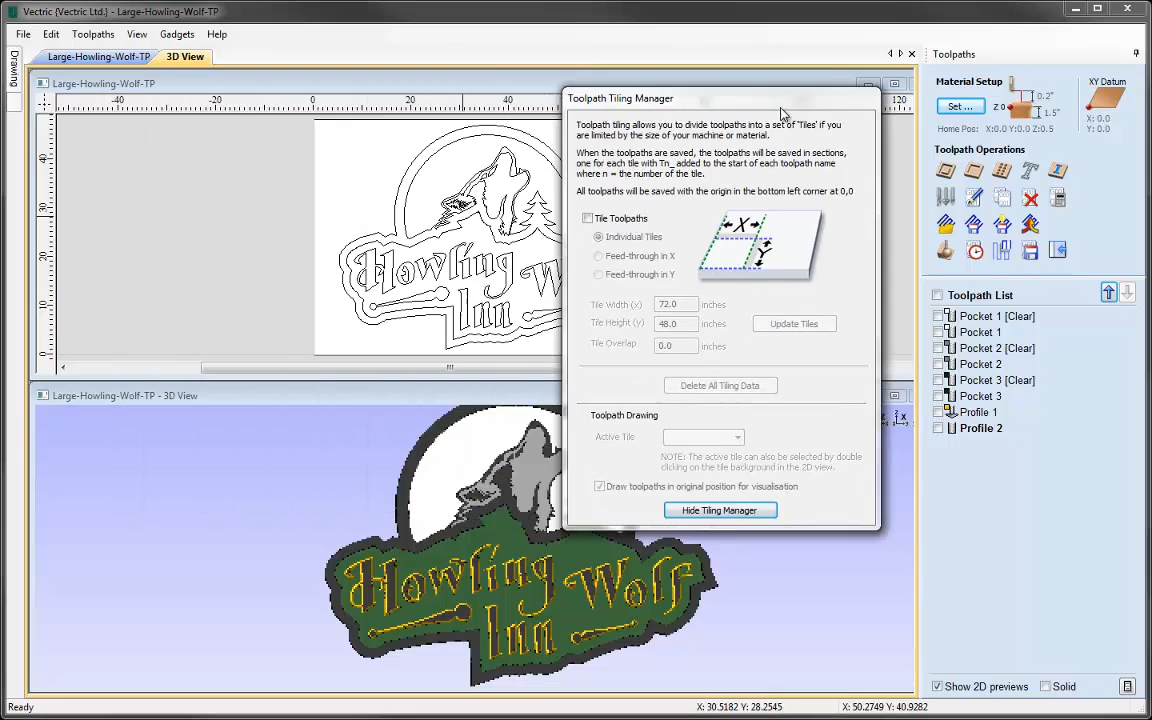 Vectric {Vectric Ltd.} - Large-Howling-Wolf-TP
File Edit Toolpaths View Gadgets Help
Drawing
Large-Howling-Wolf-TP 3D View
Large-Howling-Wolf-TP
-40 -20 0 20 40 120
40
30
20
10
0
Howling W
Inn
Large-Howling-Wolf-TP - 3D View
Howling Wolf
Inn
Toolpath Tiling Manager
Toolpath tiling allows you to divide toolpaths into a set of 'Tiles' if you
are limited by the size of your machine or material.
When the toolpaths are saved, the toolpaths will be saved in sections,
one for each tile with Tn_ added to the start of each toolpath name
where n = the number of the tile.
All toolpaths will be saved with the origin in the bottom left corner at 0,0
Tile Toolpaths
Individual Tiles
Feed-through in X
Feed-through in Y
X
Y
Tile Width (x) 72.0 inches
Tile Height (y) 48.0 inches Update Tiles
Tile Overlap 0.0 inches
Delete All Tiling Data
Toolpath Drawing
Active Tile
NOTE: The active tile can also be selected by double
clicking on the tile background in the 2D view.
Draw toolpaths in original position for visualisation
Hide Tiling Manager
Toolpaths
Material Setup XY Datum
Set ... Z 0 0.2" 1.5" X: 0.0
Y: 0.0
Home Pos: X:0.0 Y:0.0 Z:0.5
Toolpath Operations
Toolpath List
Pocket 1 [Clear]
Pocket 1
Pocket 2 [Clear]
Pocket 2
Pocket 3 [Clear]
Pocket 3
Profile 1
Profile 2
Show 2D previews Solid
Ready X: 30.5182 Y: 28.2545 X: 50.2749 Y: 40.9282